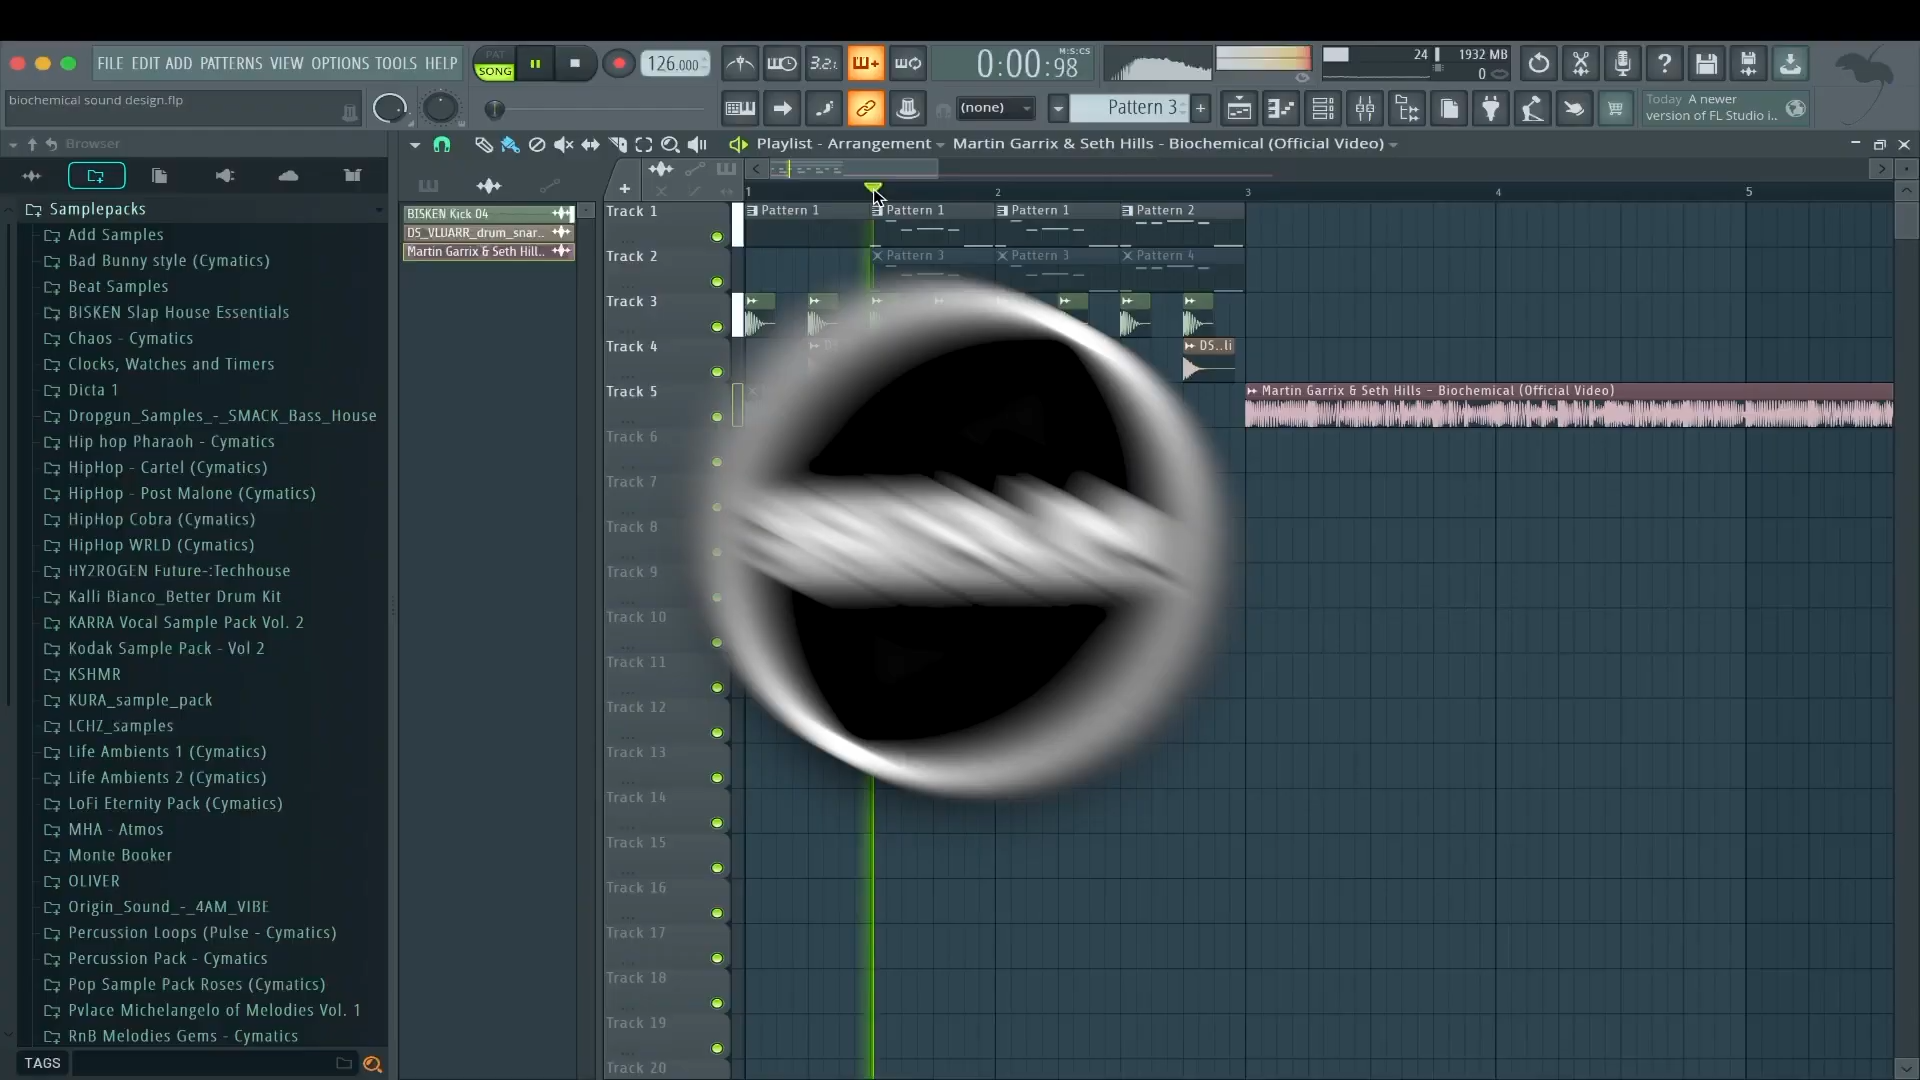 FILE EDIT ADD PATTERNS VIEW OPTIONS TOOLS HELP
PAT
SONG
126.000
3.2.
0:00:98
M:S:CS
24
1932 MB
0
biochemical sound design.flp
(none)
Pattern 3
Today A newer
version of FL Studio i..
Browser
Playlist - Arrangement
Martin Garrix & Seth Hills - Biochemical (Official Video)
Samplepacks
Add Samples
Bad Bunny style (Cymatics)
Beat Samples
BISKEN Slap House Essentials
Chaos - Cymatics
Clocks, Watches and Timers
Dicta 1
Dropgun_Samples_-_SMACK_Bass_House
Hip hop Pharaoh - Cymatics
HipHop - Cartel (Cymatics)
HipHop - Post Malone (Cymatics)
HipHop Cobra (Cymatics)
HipHop WRLD (Cymatics)
HY2ROGEN Future-:Techhouse
Kalli Bianco_Better Drum Kit
KARRA Vocal Sample Pack Vol. 2
Kodak Sample Pack - Vol 2
KSHMR
KURA_sample_pack
LCHZ_samples
Life Ambients 1 (Cymatics)
Life Ambients 2 (Cymatics)
LoFi Eternity Pack (Cymatics)
MHA - Atmos
Monte Booker
OLIVER
Origin_Sound_-_4AM_VIBE
Percussion Loops (Pulse - Cymatics)
Percussion Pack - Cymatics
Pop Sample Pack Roses (Cymatics)
Pvlace Michelangelo of Melodies Vol. 1
RnB Melodies Gems - Cymatics
TAGS
BISKEN Kick 04
DS_VLUARR_drum_snar..
Martin Garrix & Seth Hill..
1 2 3 4 5
Track 1
Pattern 1
Pattern 1
Pattern 1
Pattern 2
Track 2
Pattern 3
Pattern 3
Pattern 4
Track 3
Track 4
DS..li
Track 5
Martin Garrix & Seth Hills - Biochemical (Official Video)
Track 6
Track 7
Track 8
Track 9
Track 10
Track 11
Track 12
Track 13
Track 14
Track 15
Track 16
Track 17
Track 18
Track 19
Track 20